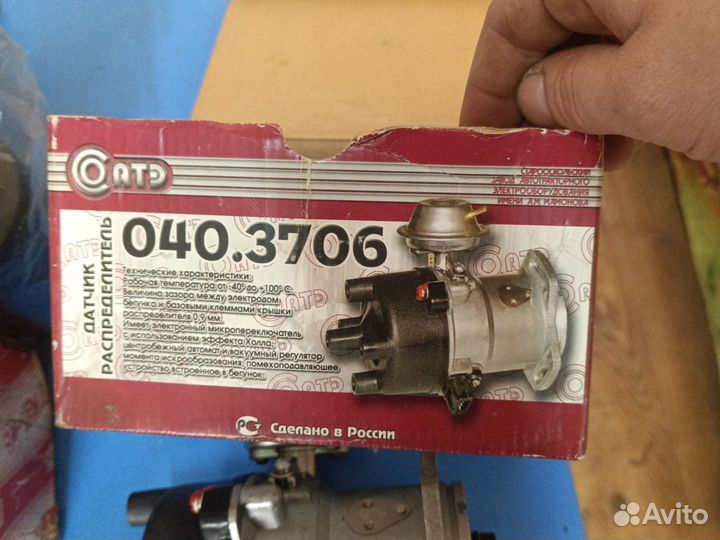 СОАТЭ
СТАРООСКОЛЬСКИЙ
ЗАВОД АВТОТРАКТОРНОГО
ЭЛЕКТРООБОРУДОВАНИЯ
ИМЕНИ А.М. МАМОНОВА
ДАТЧИК
РАСПРЕДЕЛИТЕЛЬ
040.3706
Технические характеристики:
Рабочая температура от -40° до +100° С
Величина зазора между электродом
бегунка и базовыми клеммами крышки
распределителя 0,9 мм.
Имеет электронный микропереключатель
с использованием эффекта Холла,
центробежный автомат и вакуумный регулятор
момента искрообразования, помехоподавляющее
устройство встроенное в бегунок.
РСТ Сделано в России
Avito